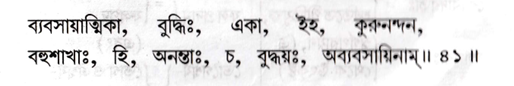 ব্যবসায়াত্মিকা, বুদ্ধিঃ, একা, ইহ, কুরুনন্দন,
বহুশাখাঃ, হি, অনন্তাঃ, চ, বুদ্ধয়ঃ, অব্যবসায়িনাম্॥ ৪১ ॥